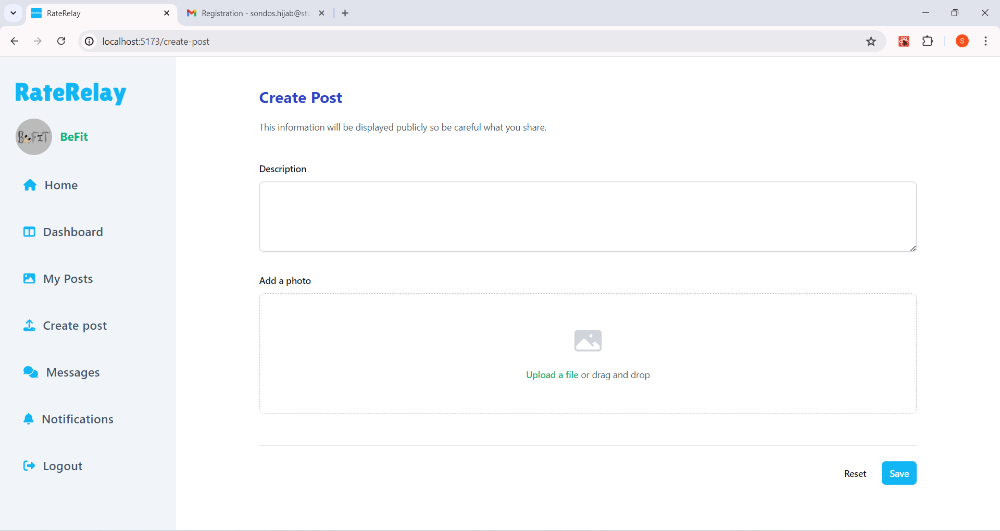 RateRelay
Registration - sondos.hijab@stu
localhost:5173/create-post
S
RateRelay
BeFiT
BeFit
Home
Dashboard
My Posts
Create post
Messages
Notifications
Logout
Create Post
This information will be displayed publicly so be careful what you share.
Description
Add a photo
Upload a file or drag and drop
Reset
Save